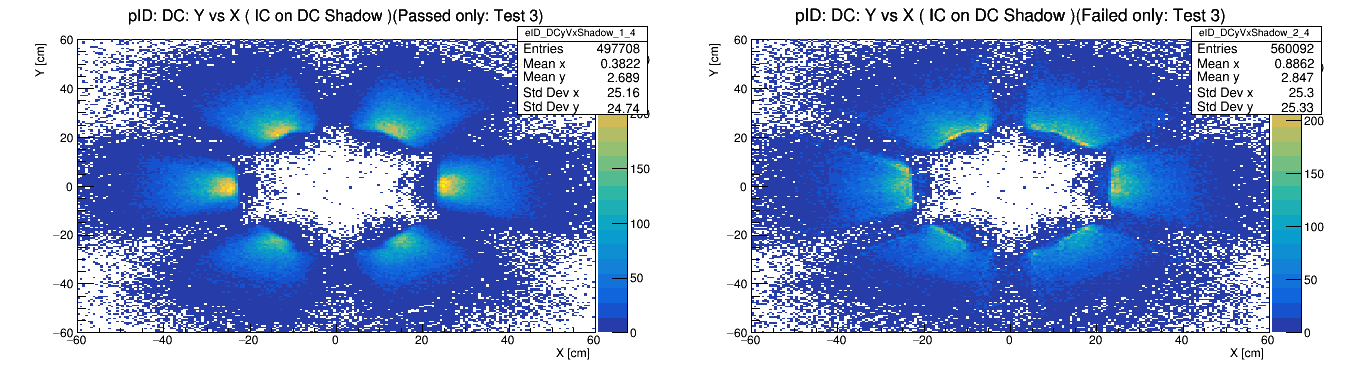 pID: DC: Y vs X ( IC on DC Shadow )(Passed only: Test 3)
eID_DCyVxShadow_1_4
Entries 497708
Mean x 0.3822
Mean y 2.689
Std Dev x 25.16
Std Dev y 24.74
Y [cm]
60
40
20
0
−20
−40
−60
−60 −40 −20 0 20 40 60
X [cm]
200
150
100
50
0
pID: DC: Y vs X ( IC on DC Shadow )(Failed only: Test 3)
eID_DCyVxShadow_2_4
Entries 560092
Mean x 0.8862
Mean y 2.847
Std Dev x 25.3
Std Dev y 25.33
Y [cm]
60
40
20
0
−20
−40
−60
−60 −40 −20 0 20 40 60
X [cm]
200
150
100
50
0